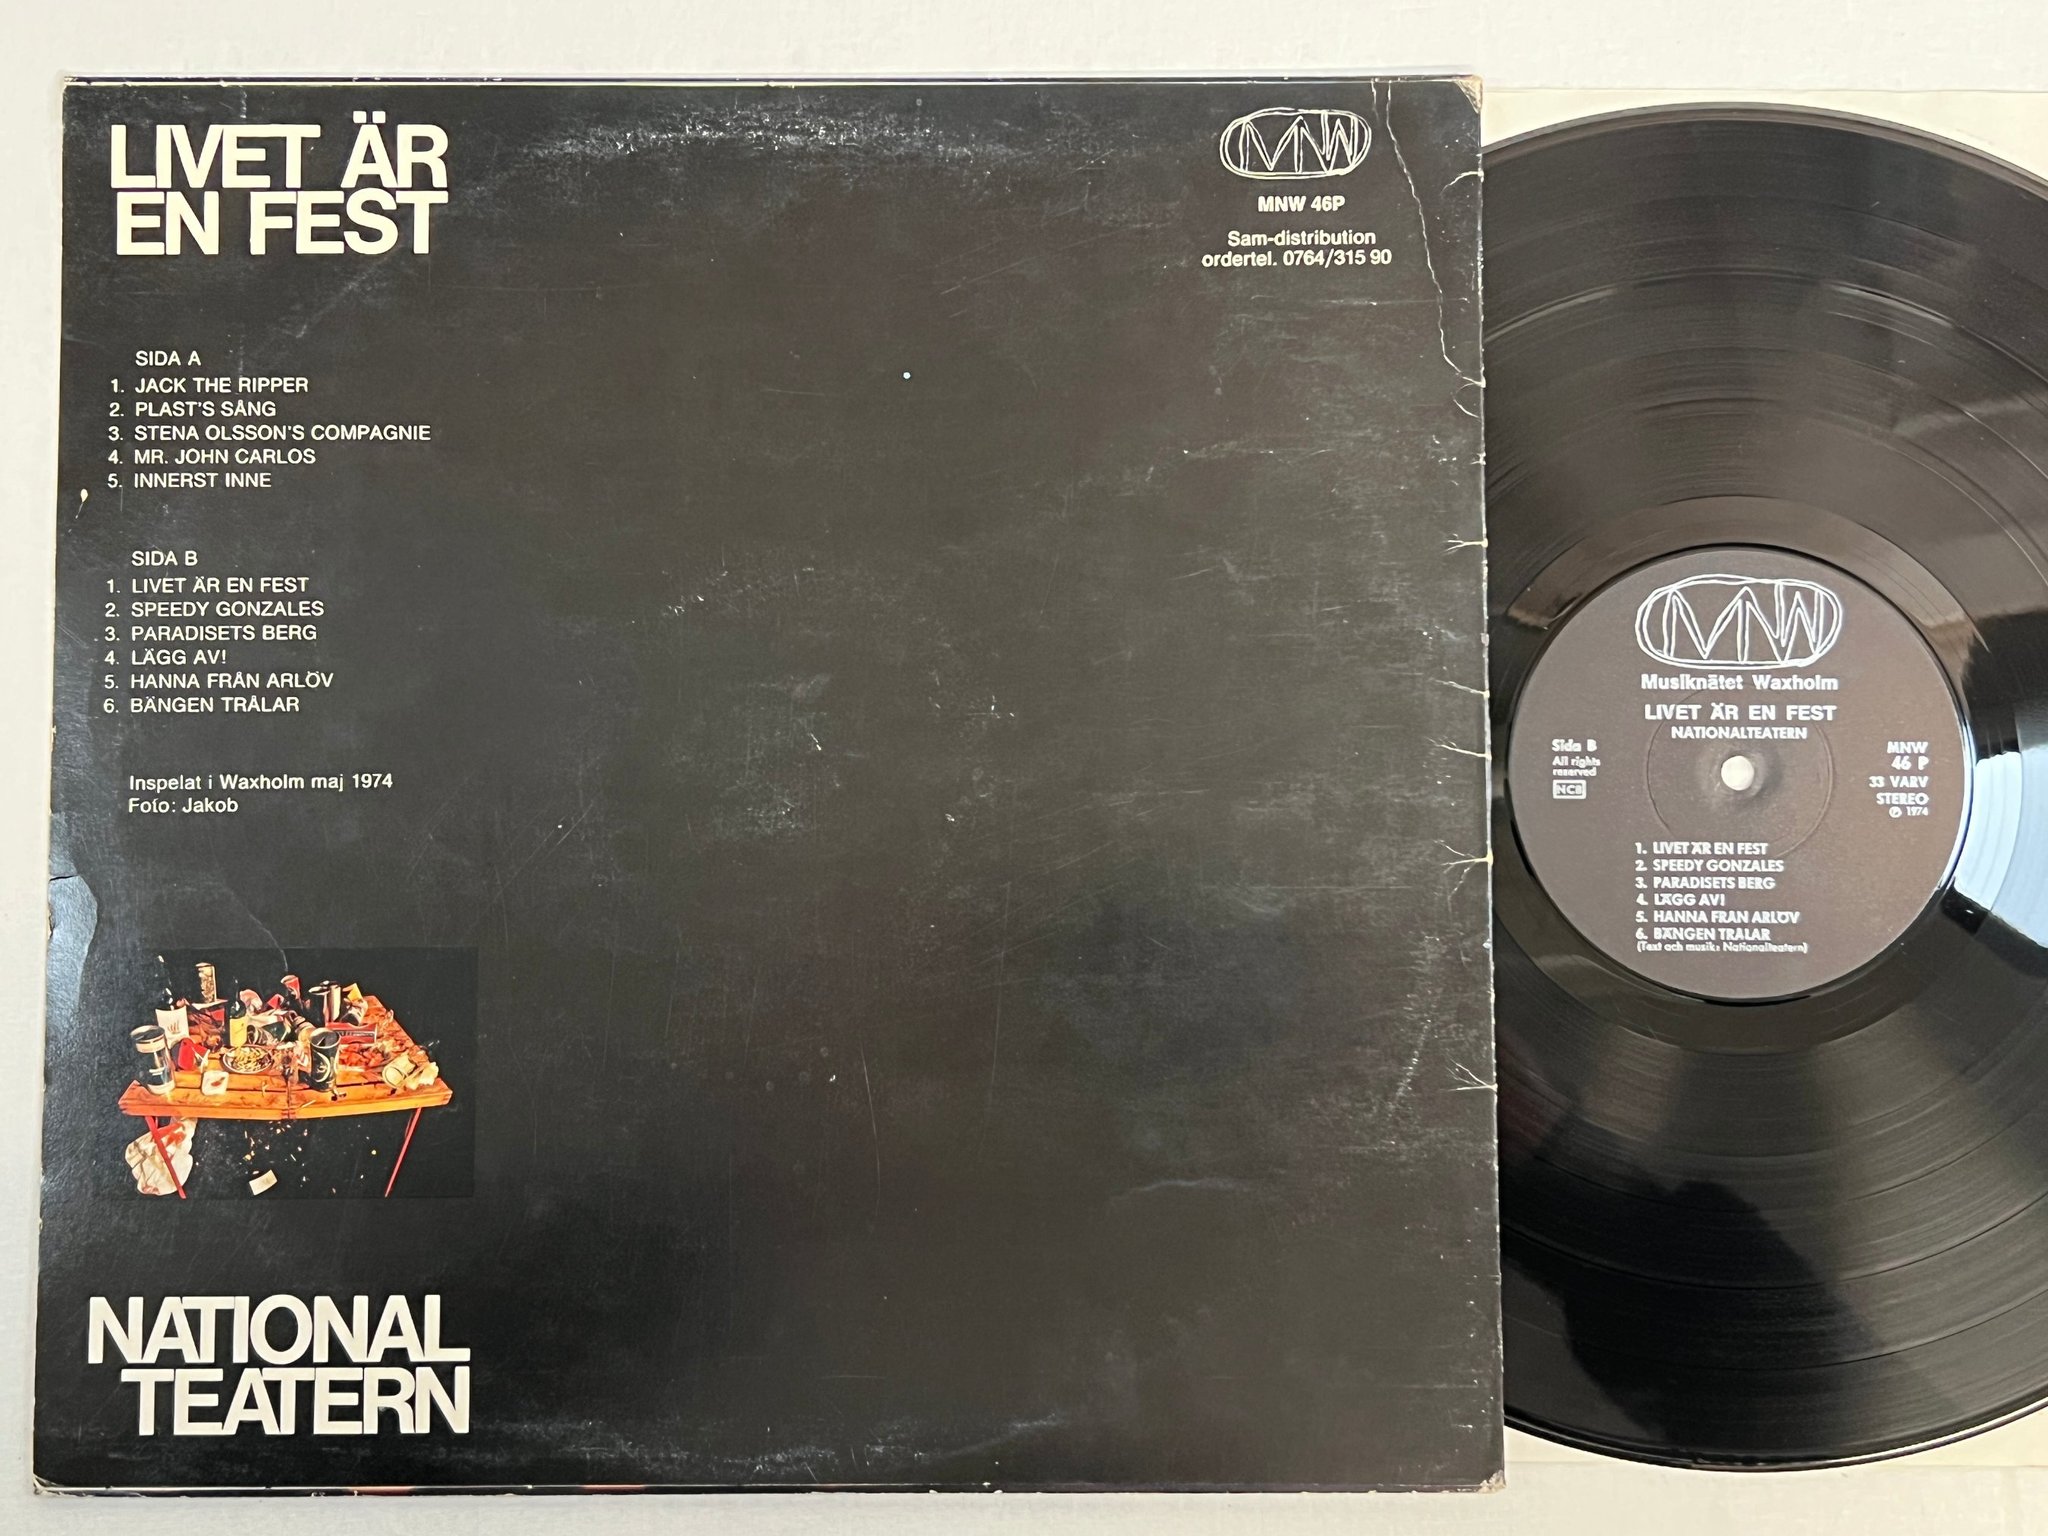 LIVET ÄR
EN FEST
MNW
MNW 46P
Sam-distribution
ordertel. 0764/315 90
SIDA A
1. JACK THE RIPPER
2. PLAST'S SÅNG
3. STENA OLSSON'S COMPAGNIE
4. MR. JOHN CARLOS
5. INNERST INNE
SIDA B
1. LIVET ÄR EN FEST
2. SPEEDY GONZALES
3. PARADISETS BERG
4. LÄGG AV!
5. HANNA FRÅN ARLÖV
6. BÄNGEN TRÅLAR
Inspelat i Waxholm maj 1974
Foto: Jakob
NATIONAL
TEATERN
MNW
Musiknätet Waxholm
LIVET ÄR EN FEST
NATIONALTEATERN
Sida B
All rights
reserved
NCB
MNW
46 P
33 VARV
STEREO
℗ 1974
1. LIVET ÄR EN FEST
2. SPEEDY GONZALES
3. PARADISETS BERG
4. LÄGG AV!
5. HANNA FRÅN ARLÖV
6. BÄNGEN TRÅLAR
(Text och musik: Nationalteatern)